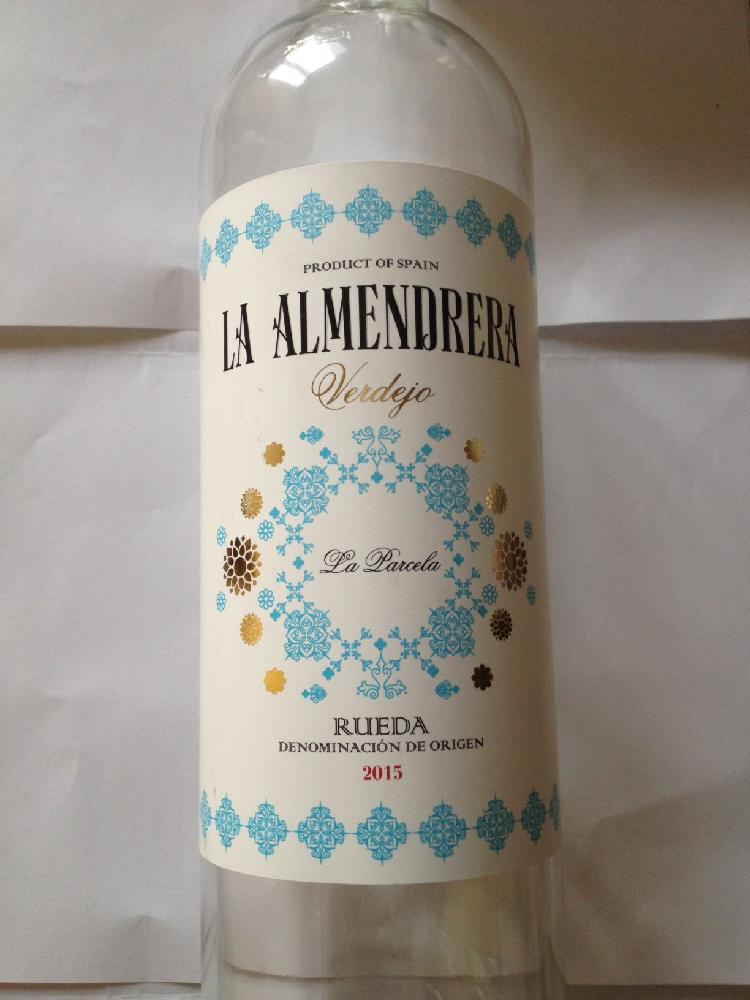 PRODUCT OF SPAIN
LA ALMENDRERA
Verdejo
La Parcela
RUEDA
DENOMINACIÓN DE ORIGEN
2015